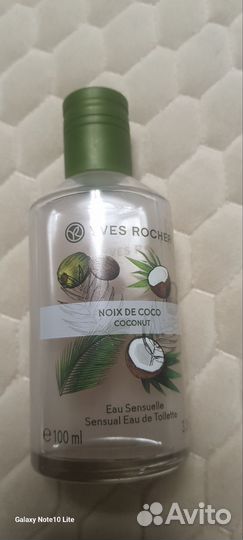 YVES ROCHER
NOIX DE COCO
COCONUT
Eau Sensuelle
Sensual Eau de Toilette
e 100 ml
Galaxy Note10 Lite
Avito